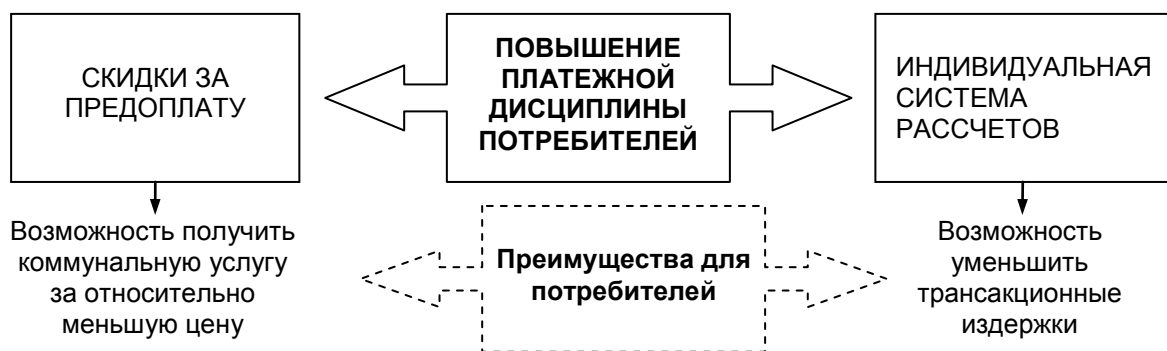 СКИДКИ ЗА
ПРЕДОПЛАТУ
ПОВЫШЕНИЕ
ПЛАТЕЖНОЙ
ДИСЦИПЛИНЫ
ПОТРЕБИТЕЛЕЙ
ИНДИВИДУАЛЬНАЯ
СИСТЕМА
РАССЧЕТОВ
Возможность получить
коммунальную услугу
за относительно
меньшую цену
Преимущества для
потребителей
Возможность
уменьшить
трансакционные
издержки